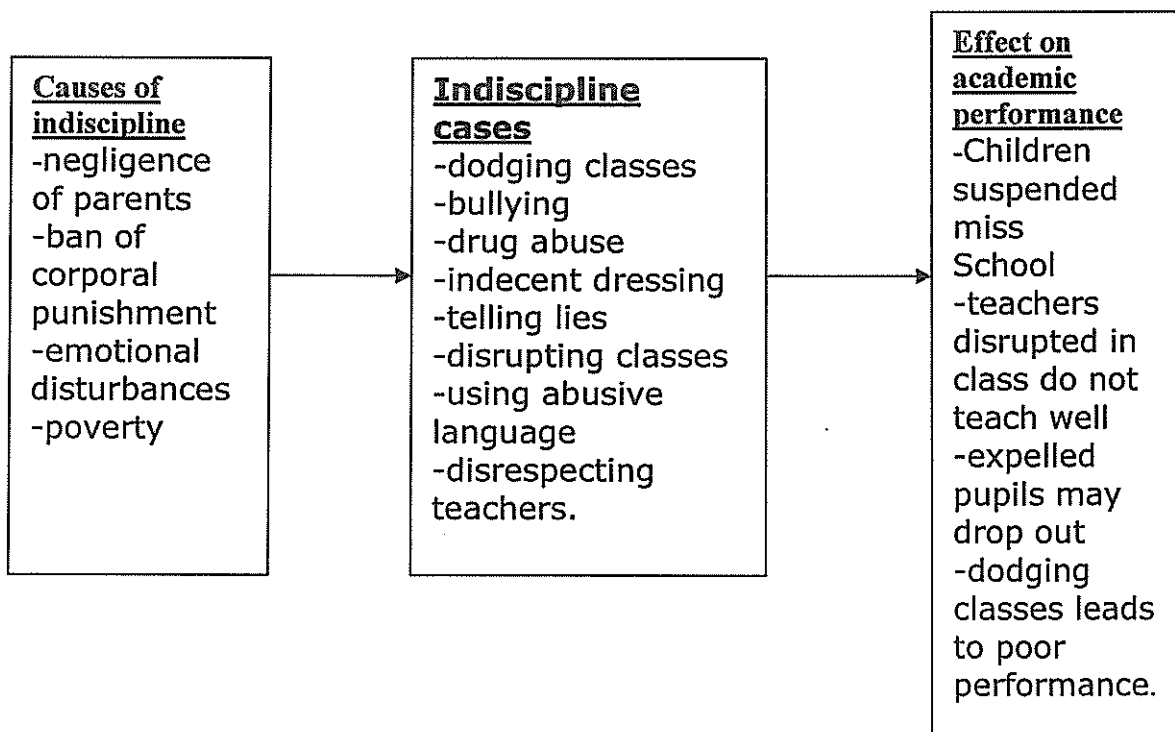 Causes of
indiscipline
-negligence
of parents
-ban of
corporal
punishment
-emotional
disturbances
-poverty
Indiscipline
cases
-dodging classes
-bullying
-drug abuse
-indecent dressing
-telling lies
-disrupting classes
-using abusive
language
-disrespecting
teachers.
Effect on
academic
performance
-Children
suspended
miss
School
-teachers
disrupted in
class do not
teach well
-expelled
pupils may
drop out
-dodging
classes leads
to poor
performance.